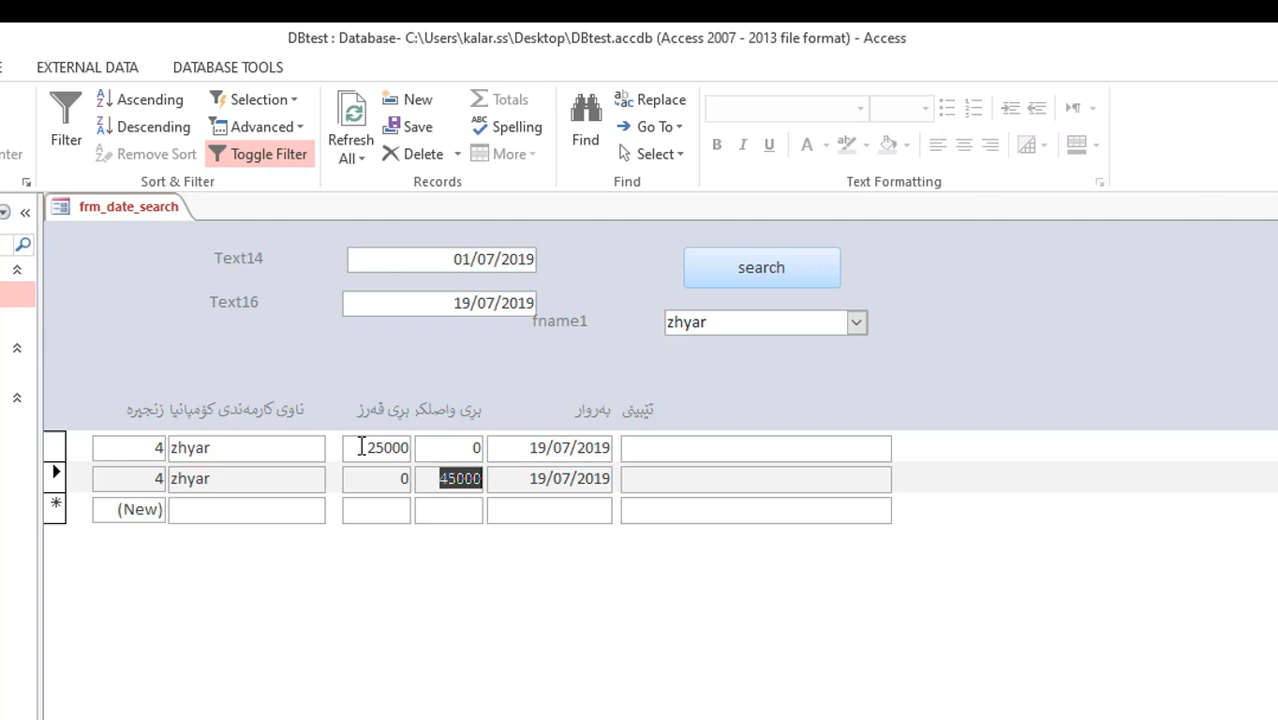 DBtest : Database- C:\Users\kalar.ss\Desktop\DBtest.accdb (Access 2007 - 2013 file format) - Access
E EXTERNAL DATA DATABASE TOOLS
Ascending Selection New Totals Replace
Filter Descending Advanced Refresh All Save Spelling Find Go To
Remove Sort Toggle Filter Delete More Select B I U A
Sort & Filter Records Find Text Formatting
frm_date_search
Text14 01/07/2019 search
Text16 19/07/2019
fname1 zhyar
زنجیرە ناوی کارمەندی کۆمپانیا بڕی قەرز بڕی واصلکر بەروار تێبینی
4 zhyar 25000 0 19/07/2019
4 zhyar 0 45000 19/07/2019
(New)